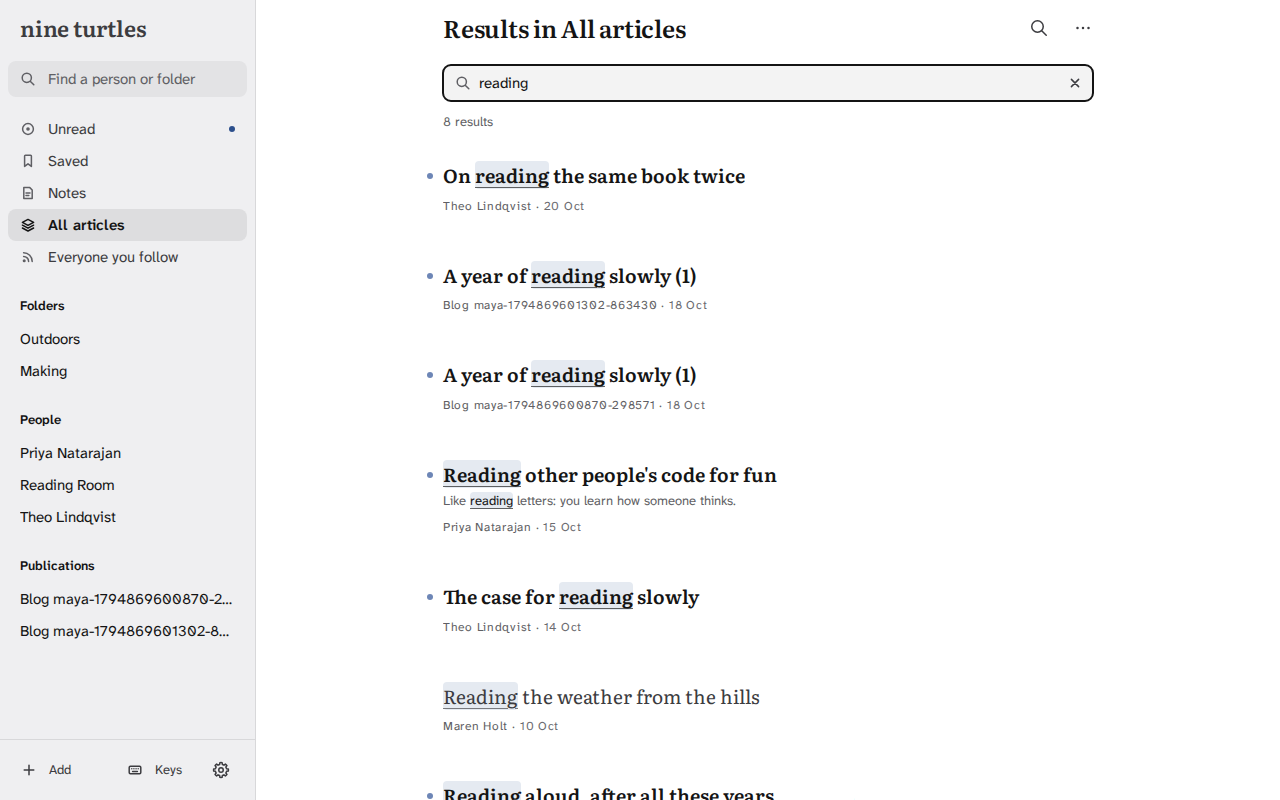 nine turtles
Find a person or folder
Unread
Saved
Notes
All articles
Everyone you follow
Folders
Outdoors
Making
People
Priya Natarajan
Reading Room
Theo Lindqvist
Publications
Blog maya-1794869600870-2...
Blog maya-1794869601302-8...
Add
Keys
Results in All articles
reading
8 results
On reading the same book twice
Theo Lindqvist · 20 Oct
A year of reading slowly (1)
Blog maya-1794869601302-863430 · 18 Oct
A year of reading slowly (1)
Blog maya-1794869600870-298571 · 18 Oct
Reading other people's code for fun
Like reading letters: you learn how someone thinks.
Priya Natarajan · 15 Oct
The case for reading slowly
Theo Lindqvist · 14 Oct
Reading the weather from the hills
Maren Holt · 10 Oct
Reading aloud, after all these years